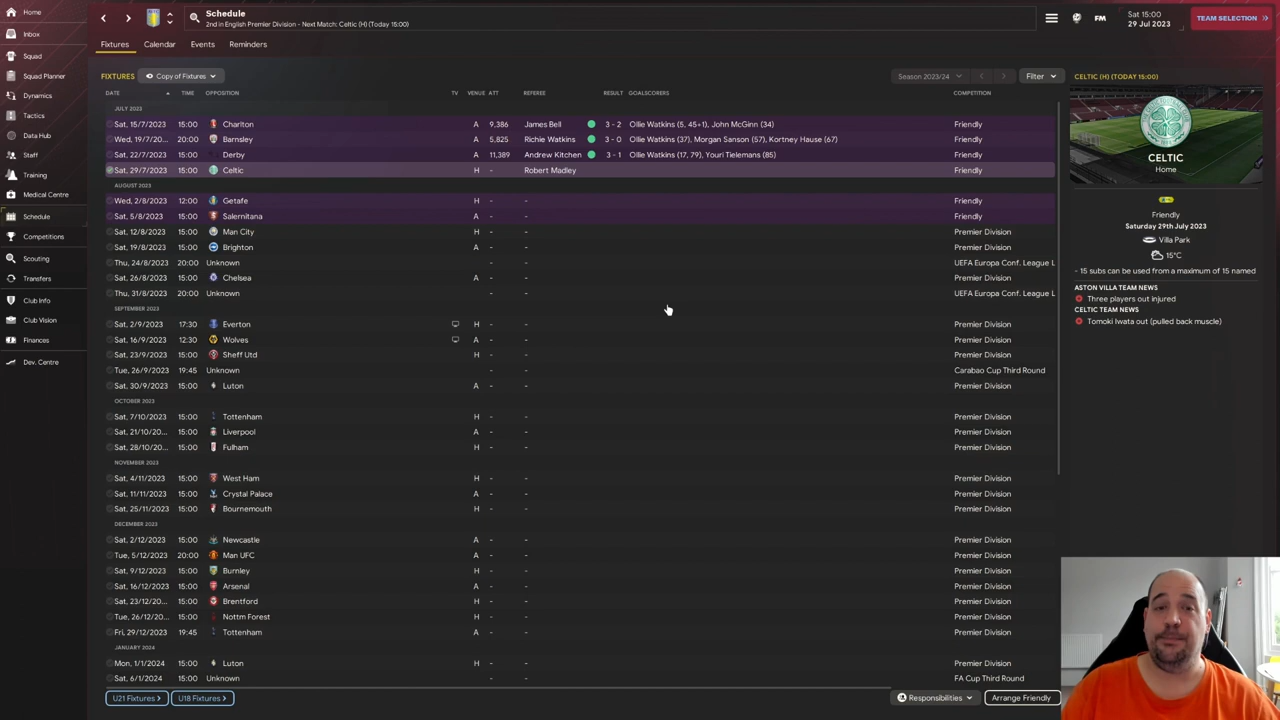 Home
Inbox
Squad
Squad Planner
Dynamics
Tactics
Data Hub
Staff
Training
Medical Centre
Schedule
Competitions
Scouting
Transfers
Club Info
Club Vision
Finances
Dev. Centre
Schedule
2nd in English Premier Division - Next Match: Celtic (H) (Today 15:00)
FM
Sat 15:00
29 Jul 2023
TEAM SELECTION
Fixtures Calendar Events Reminders
FIXTURES Copy of Fixtures Season 2023/24 Filter
DATE TIME OPPOSITION TV VENUE ATT REFEREE RESULT GOALSCORERS COMPETITION
JULY 2023
Sat, 15/7/2023 15:00 Charlton A 9,386 James Bell 3 - 2 Ollie Watkins (5, 45+1), John McGinn (34) Friendly
Wed, 19/7/20... 20:00 Barnsley A 5,825 Richie Watkins 3 - 0 Ollie Watkins (37), Morgan Sanson (57), Kortney Hause (67) Friendly
Sat, 22/7/2023 15:00 Derby A 11,389 Andrew Kitchen 3 - 1 Ollie Watkins (17, 79), Youri Tielemans (85) Friendly
Sat, 29/7/2023 15:00 Celtic H - Robert Madley Friendly
AUGUST 2023
Wed, 2/8/2023 12:00 Getafe H - - Friendly
Sat, 5/8/2023 15:00 Salernitana A - - Friendly
Sat, 12/8/2023 15:00 Man City H - - Premier Division
Sat, 19/8/2023 15:00 Brighton A - - Premier Division
Thu, 24/8/2023 20:00 Unknown - - UEFA Europa Conf. League L
Sat, 26/8/2023 15:00 Chelsea A - - Premier Division
Thu, 31/8/2023 20:00 Unknown - - UEFA Europa Conf. League L
SEPTEMBER 2023
Sat, 2/9/2023 17:30 Everton H - - Premier Division
Sat, 16/9/2023 12:30 Wolves A - - Premier Division
Sat, 23/9/2023 15:00 Sheff Utd H - - Premier Division
Tue, 26/9/2023 19:45 Unknown - - Carabao Cup Third Round
Sat, 30/9/2023 15:00 Luton A - - Premier Division
OCTOBER 2023
Sat, 7/10/2023 15:00 Tottenham H - - Premier Division
Sat, 21/10/20... 15:00 Liverpool A - - Premier Division
Sat, 28/10/20... 15:00 Fulham H - - Premier Division
NOVEMBER 2023
Sat, 4/11/2023 15:00 West Ham H - - Premier Division
Sat, 11/11/2023 15:00 Crystal Palace A - - Premier Division
Sat, 25/11/2023 15:00 Bournemouth H - - Premier Division
DECEMBER 2023
Sat, 2/12/2023 15:00 Newcastle A - - Premier Division
Tue, 5/12/2023 20:00 Man UFC A - - Premier Division
Sat, 9/12/2023 15:00 Burnley H - - Premier Division
Sat, 16/12/2023 15:00 Arsenal A - - Premier Division
Sat, 23/12/20... 15:00 Brentford H - - Premier Division
Tue, 26/12/20... 15:00 Nottm Forest H - - Premier Division
Fri, 29/12/2023 19:45 Tottenham A - - Premier Division
JANUARY 2024
Mon, 1/1/2024 15:00 Luton H - - Premier Division
Sat, 6/1/2024 15:00 Unknown - - FA Cup Third Round
U21 Fixtures > U18 Fixtures > Responsibilities Arrange Friendly
CELTIC (H) (TODAY 15:00)
CELTIC
Home
Friendly
Saturday 29th July 2023
Villa Park
15°C
- 15 subs can be used from a maximum of 15 named
ASTON VILLA TEAM NEWS
Three players out injured
CELTIC TEAM NEWS
Tomoki Iwata out (pulled back muscle)